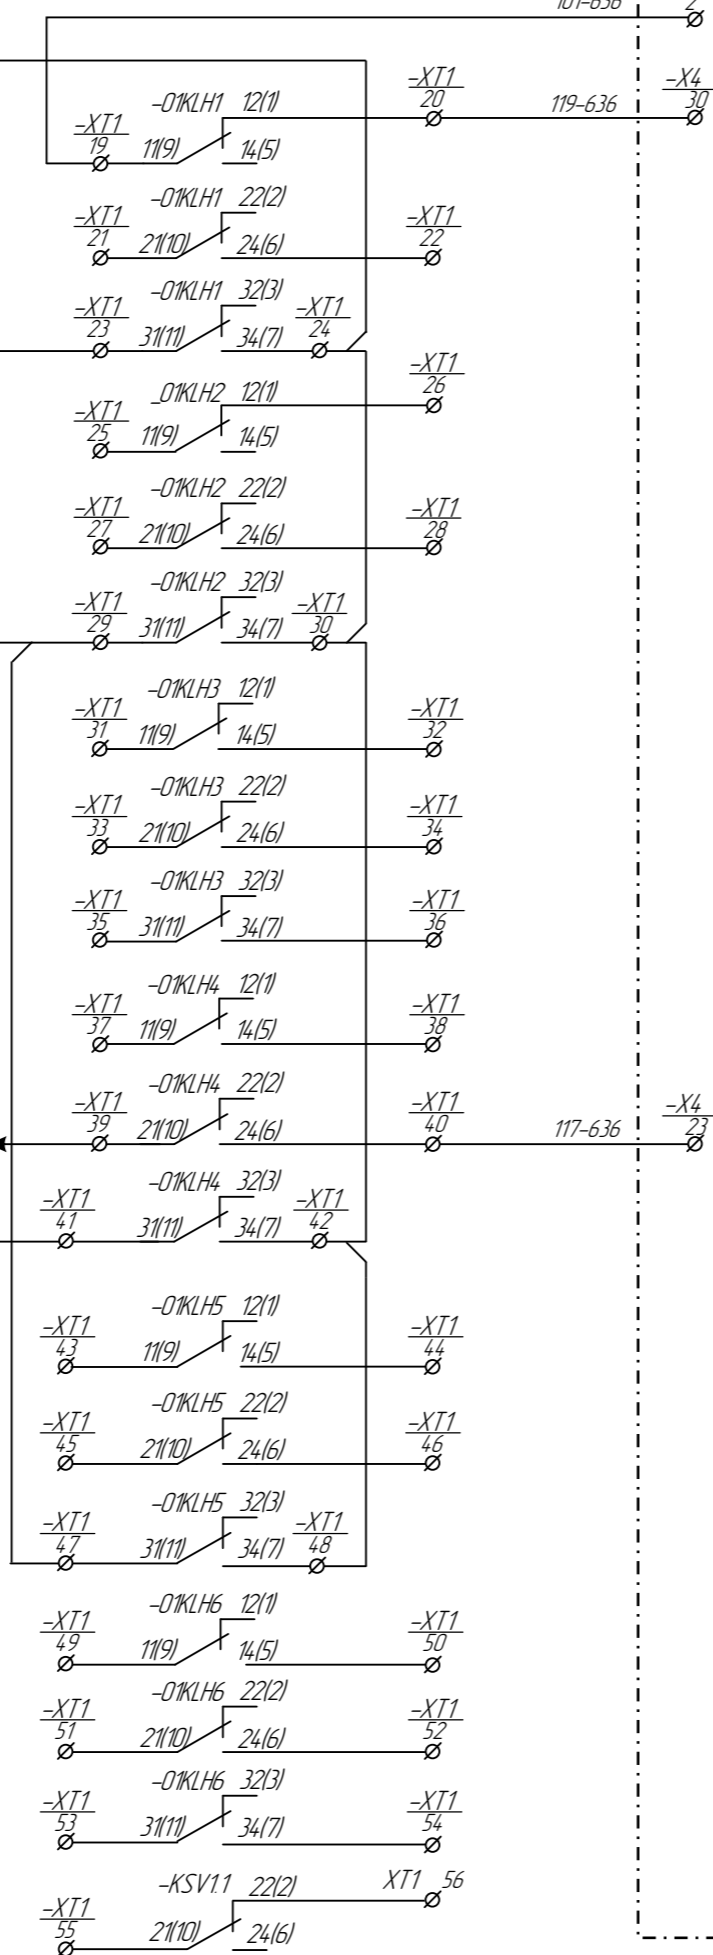 101-636 2
-01KLH1 12(1) -XT1 -X4
20 119-636 30
-XT1
19 11(9) 14(5)
-01KLH1 22(2)
-XT1 -XT1
21 21(10) 24(6) 22
-01KLH1 32(3)
-XT1 -XT1
23 31(11) 34(7) 24
-XT1
26
_01KLH2 12(1)
-XT1
25 11(9) 14(5)
-01KLH2 22(2)
-XT1 -XT1
27 21(10) 24(6) 28
-01KLH2 32(3)
-XT1 -XT1
29 31(11) 34(7) 30
-01KLH3 12(1)
-XT1 -XT1
31 11(9) 14(5) 32
-01KLH3 22(2)
-XT1 -XT1
33 21(10) 24(6) 34
-01KLH3 32(3)
-XT1 -XT1
35 31(11) 34(7) 36
-01KLH4 12(1)
-XT1 -XT1
37 11(9) 14(5) 38
-01KLH4 22(2)
-XT1 -XT1 -X4
39 21(10) 24(6) 40 117-636 23
-01KLH4 32(3)
-XT1 -XT1
41 31(11) 34(7) 42
-01KLH5 12(1)
-XT1 -XT1
43 11(9) 14(5) 44
-01KLH5 22(2)
-XT1 -XT1
45 21(10) 24(6) 46
-01KLH5 32(3)
-XT1 -XT1
47 31(11) 34(7) 48
-01KLH6 12(1)
-XT1 -XT1
49 11(9) 14(5) 50
-01KLH6 22(2)
-XT1 -XT1
51 21(10) 24(6) 52
-01KLH6 32(3)
-XT1 -XT1
53 31(11) 34(7) 54
-KSV1.1 22(2) XT1 56
-XT1
55 21(10) 24(6)